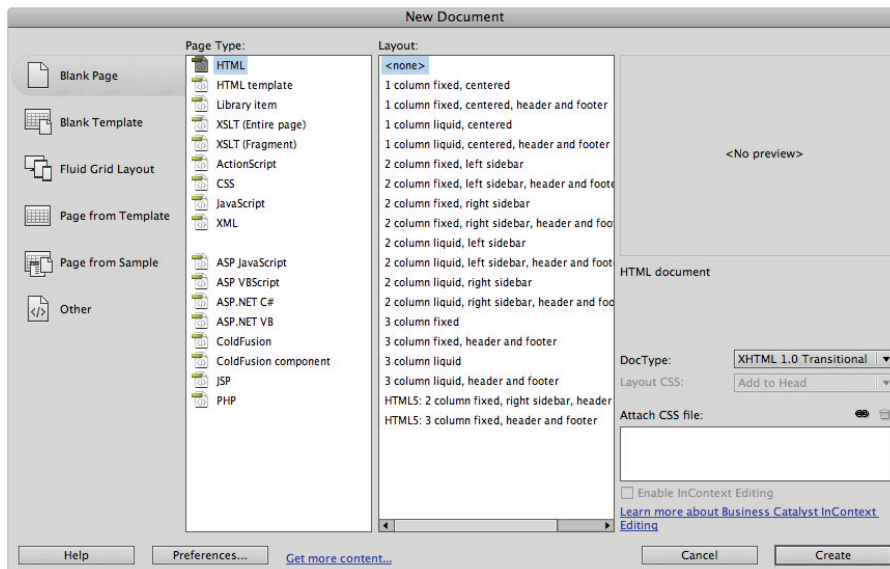 New Document
Blank Page
Blank Template
Fluid Grid Layout
Page from Template
Page from Sample
Other
Page Type:
HTML
HTML template
Library item
XSLT (Entire page)
XSLT (Fragment)
ActionScript
CSS
JavaScript
XML
ASP JavaScript
ASP VBScript
ASP.NET C#
ASP.NET VB
ColdFusion
ColdFusion component
JSP
PHP
Layout:
<none>
1 column fixed, centered
1 column fixed, centered, header and footer
1 column liquid, centered
1 column liquid, centered, header and footer
2 column fixed, left sidebar
2 column fixed, left sidebar, header and foote
2 column fixed, right sidebar
2 column fixed, right sidebar, header and foo
2 column liquid, left sidebar
2 column liquid, left sidebar, header and foot
2 column liquid, right sidebar
2 column liquid, right sidebar, header and foo
3 column fixed
3 column fixed, header and footer
3 column liquid
3 column liquid, header and footer
HTML5: 2 column fixed, right sidebar, header
HTML5: 3 column fixed, header and footer
<No preview>
HTML document
DocType: XHTML 1.0 Transitional
Layout CSS: Add to Head
Attach CSS file:
Enable InContext Editing
Learn more about Business Catalyst InContext
Editing
Help Preferences... Get more content... Cancel Create